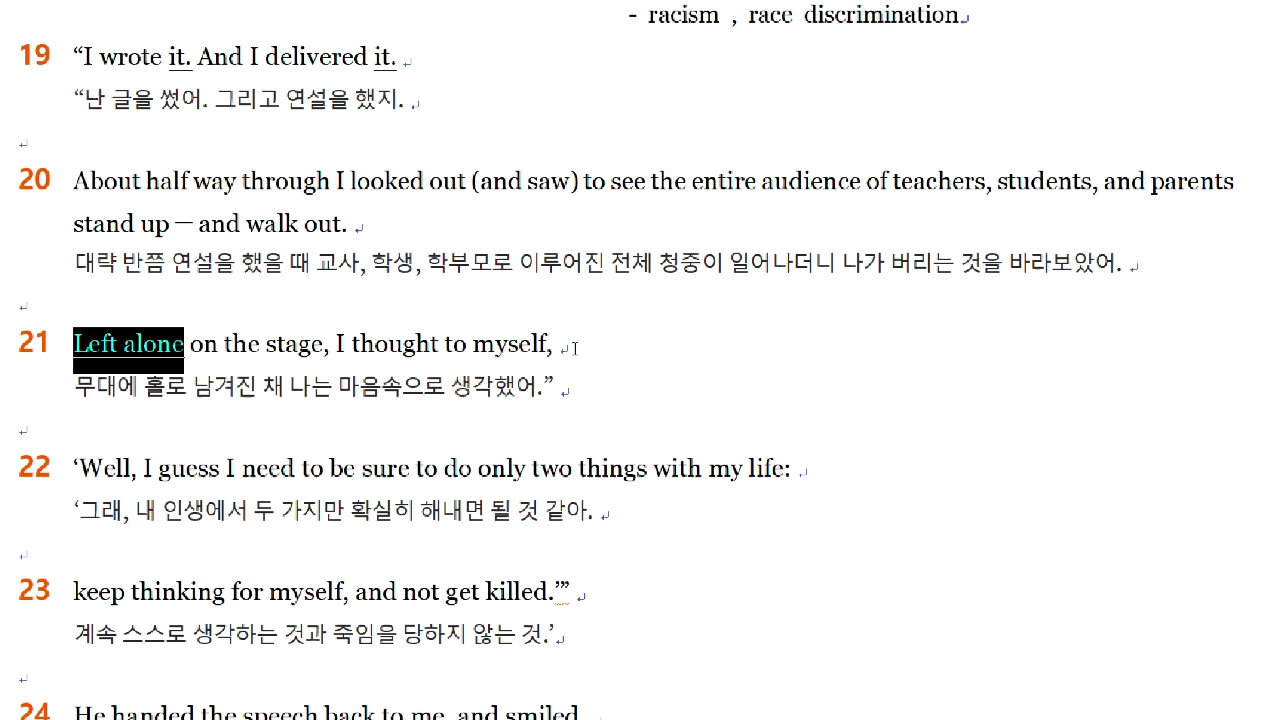 - racism , race discrimination
19 “I wrote it. And I delivered it.
“난 글을 썼어. 그리고 연설을 했지.
20 About half way through I looked out (and saw) to see the entire audience of teachers, students, and parents
stand up — and walk out.
대략 반쯤 연설을 했을 때 교사, 학생, 학부모로 이루어진 전체 청중이 일어나더니 나가 버리는 것을 바라보았어.
21 Left alone on the stage, I thought to myself,
무대에 홀로 남겨진 채 나는 마음속으로 생각했어.”
22 ‘Well, I guess I need to be sure to do only two things with my life:
‘그래, 내 인생에서 두 가지만 확실히 해내면 될 것 같아.
23 keep thinking for myself, and not get killed.’”
계속 스스로 생각하는 것과 죽임을 당하지 않는 것.’
24 He handed the speech back to me, and smiled.